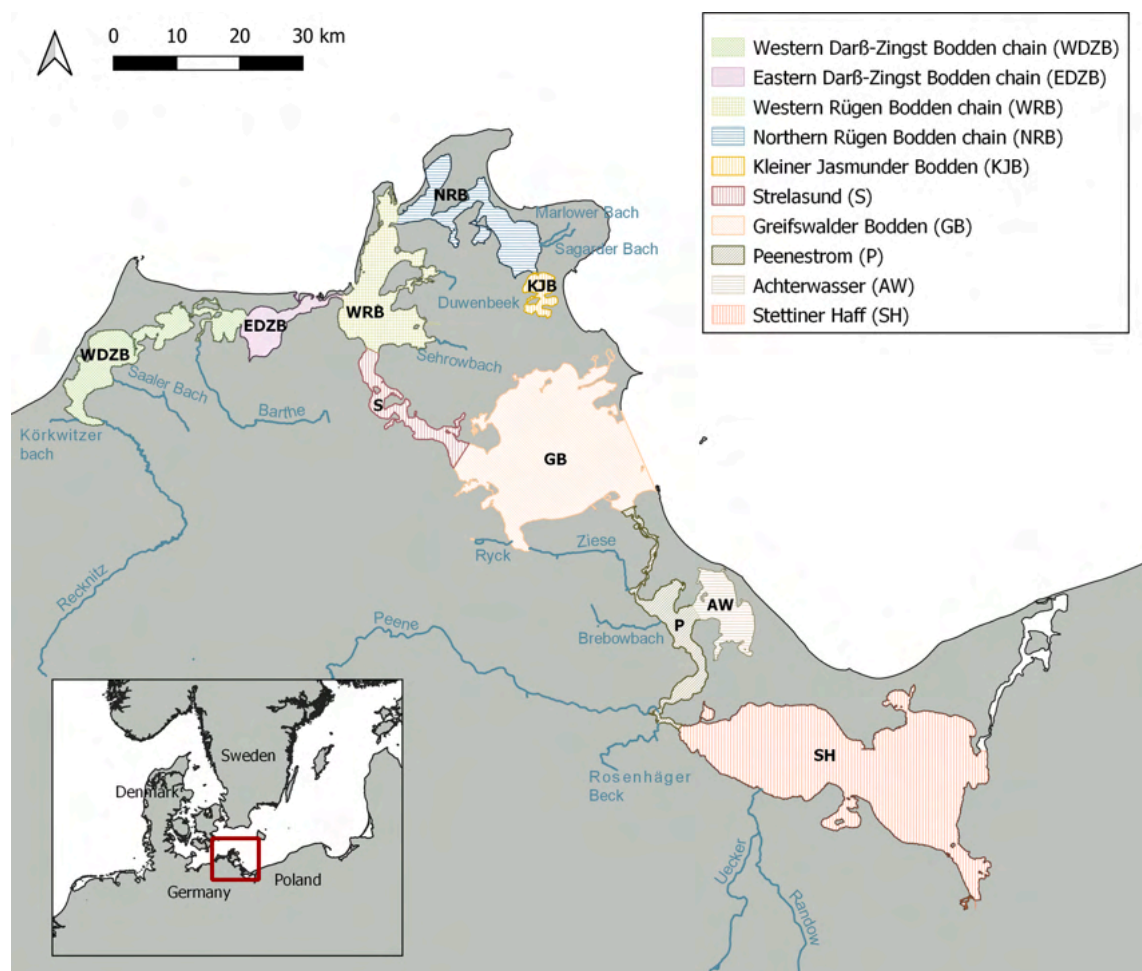 0 10 20 30 km
Western Darß-Zingst Bodden chain (WDZB)
Eastern Darß-Zingst Bodden chain (EDZB)
Western Rügen Bodden chain (WRB)
Northern Rügen Bodden chain (NRB)
Kleiner Jasmunder Bodden (KJB)
Strelasund (S)
Greifswalder Bodden (GB)
Peenestrom (P)
Achterwasser (AW)
Stettiner Haff (SH)
NRB
Marlower Bach
Sagarder Bach
KJB
Duwenbeek
WRB
EDZB
WDZB
Sehrowbach
Saaler Bach
S
Barthe
Körkwitzer
bach
GB
Ryck
Ziese
Recknitz
AW
Peene
P
Brebowbach
SH
Rosenhäger
Beck
Uecker
Randow
Sweden
Denmark
Germany
Poland